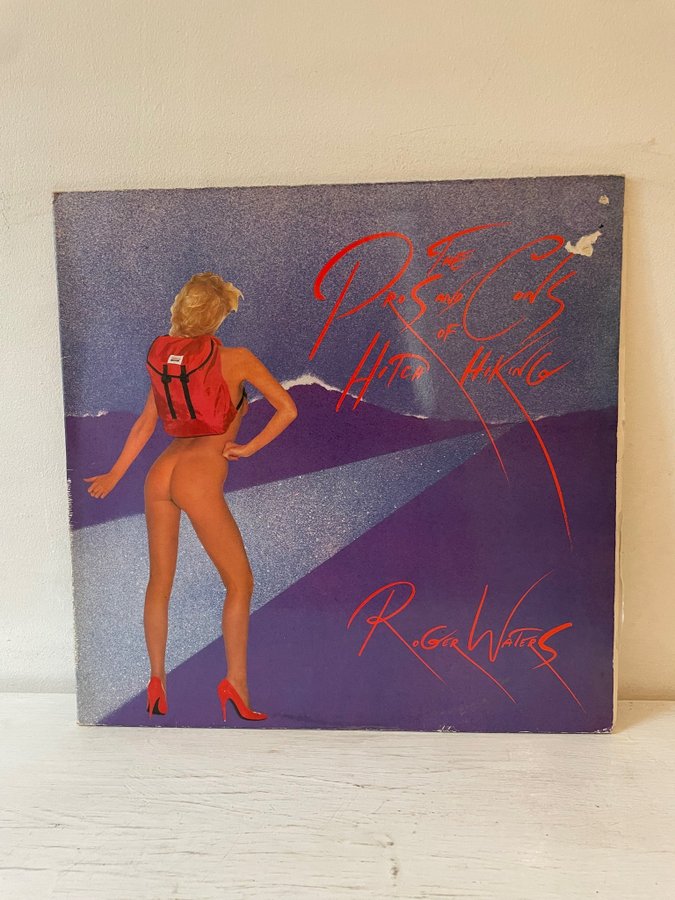 The
Pros and Cons
of
Hitch Hiking
Roger Waters